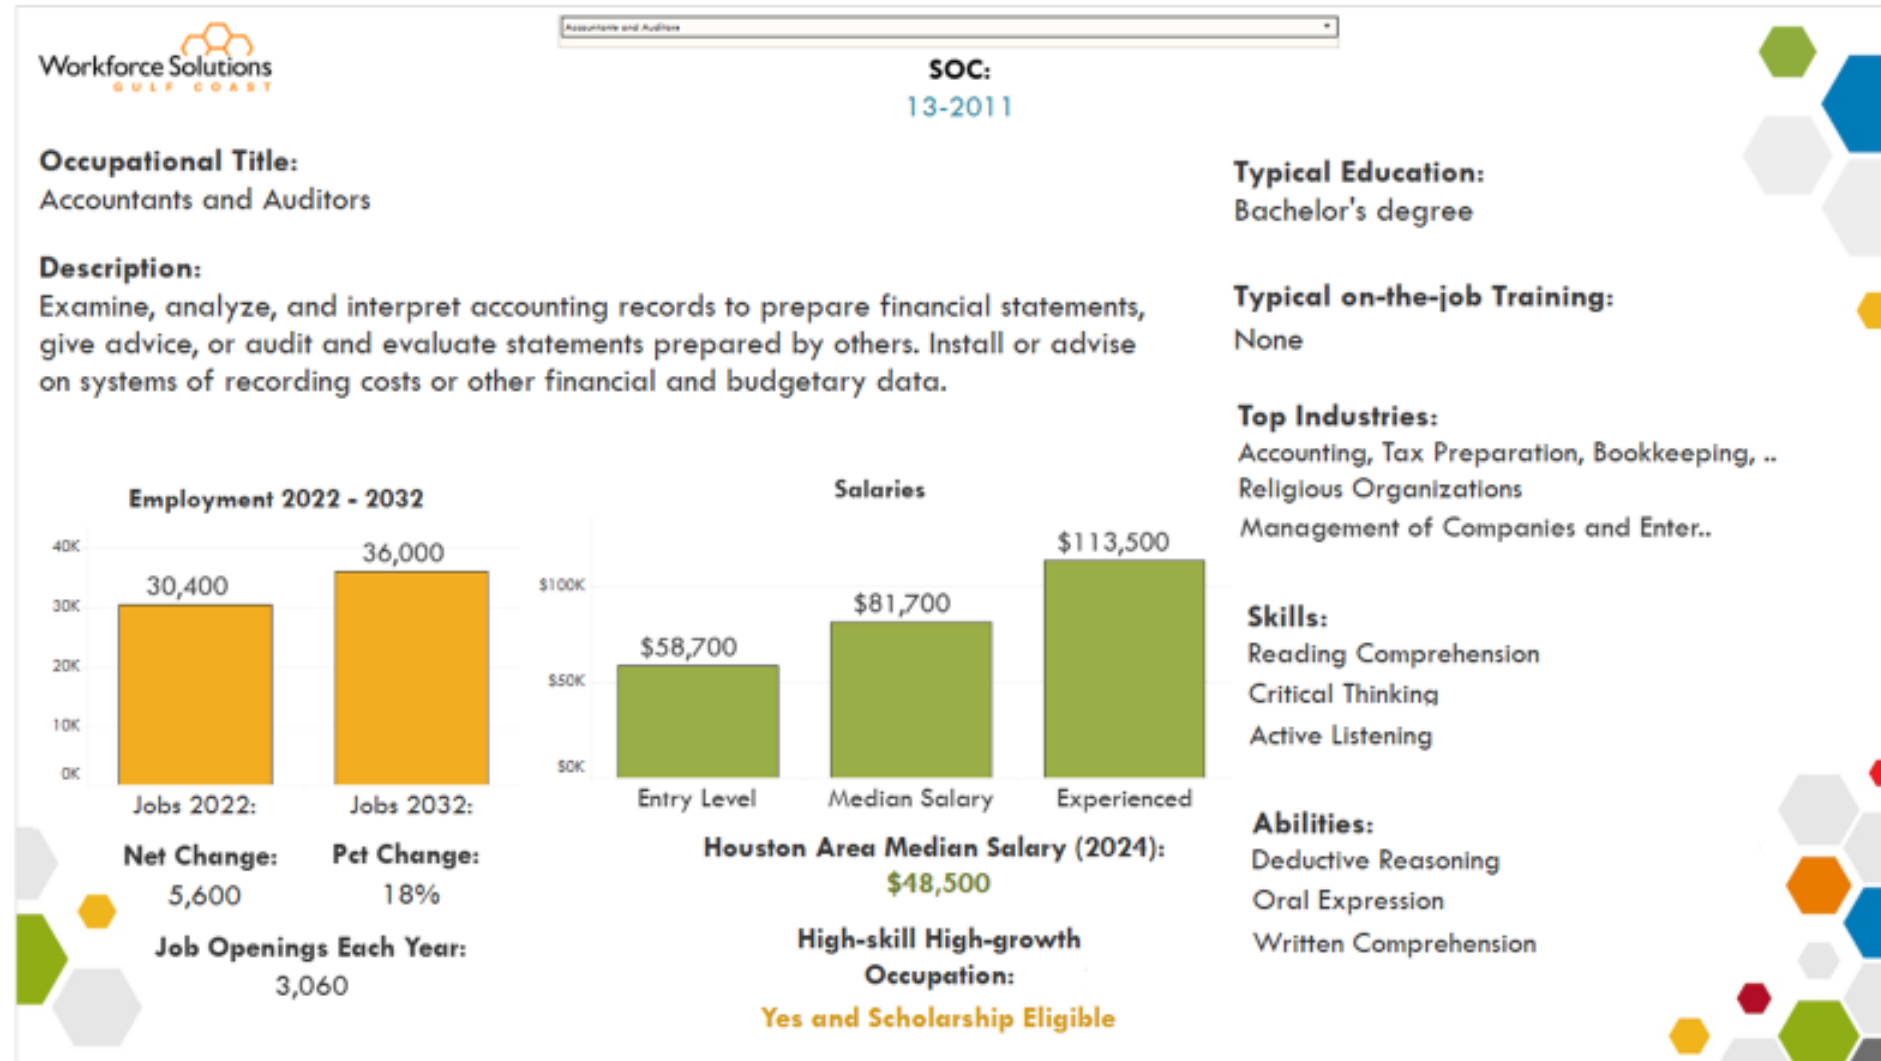 Workforce Solutions
GULF COAST
Accountants and Auditors
SOC:
13-2011
Occupational Title:
Accountants and Auditors
Description:
Examine, analyze, and interpret accounting records to prepare financial statements,
give advice, or audit and evaluate statements prepared by others. Install or advise
on systems of recording costs or other financial and budgetary data.
Employment 2022 - 2032
40K
30K
20K
10K
0K
30,400
36,000
Jobs 2022:
Jobs 2032:
Net Change:
5,600
Pct Change:
18%
Job Openings Each Year:
3,060
Salaries
$100K
$50K
$0K
$58,700
$81,700
$113,500
Entry Level
Median Salary
Experienced
Houston Area Median Salary (2024):
$48,500
High-skill High-growth
Occupation:
Yes and Scholarship Eligible
Typical Education:
Bachelor's degree
Typical on-the-job Training:
None
Top Industries:
Accounting, Tax Preparation, Bookkeeping, ..
Religious Organizations
Management of Companies and Enter..
Skills:
Reading Comprehension
Critical Thinking
Active Listening
Abilities:
Deductive Reasoning
Oral Expression
Written Comprehension